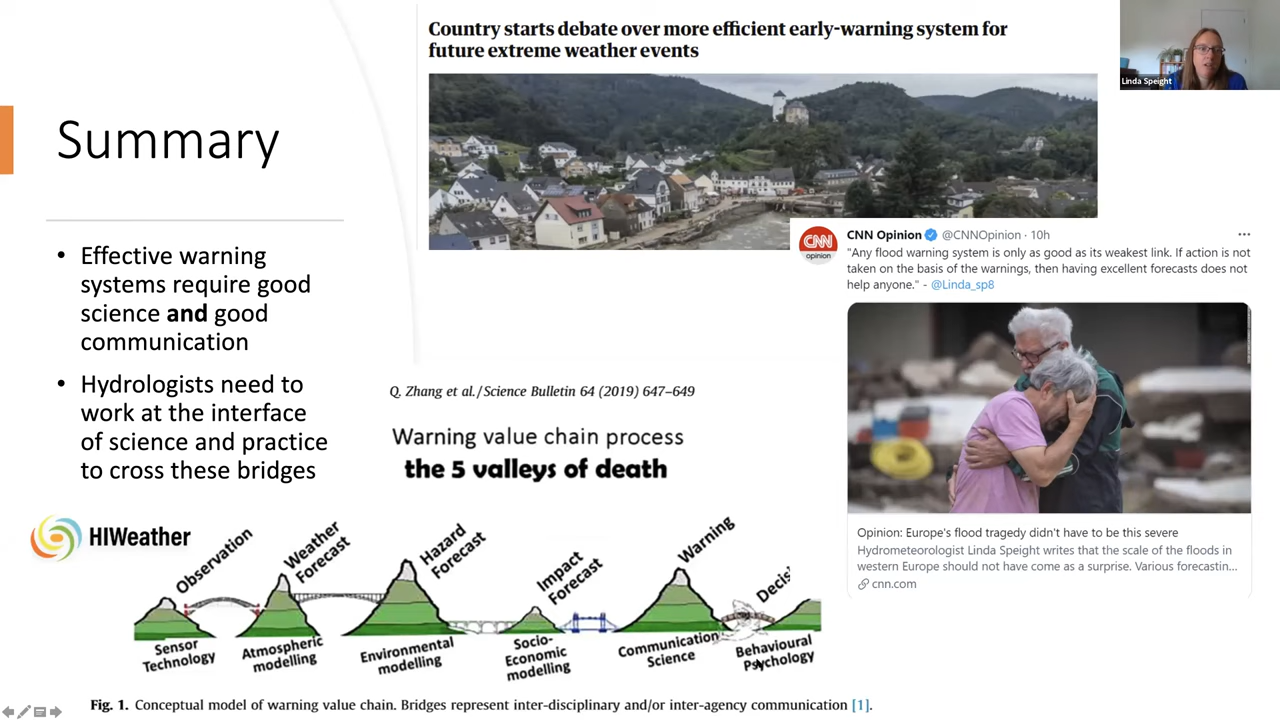 Country starts debate over more efficient early-warning system for
future extreme weather events
Linda Speight
Summary
• Effective warning
systems require good
science and good
communication
• Hydrologists need to
work at the interface
of science and practice
to cross these bridges
CNN
opinion
CNN Opinion @CNNOpinion · 10h
"Any flood warning system is only as good as its weakest link. If action is not
taken on the basis of the warnings, then having excellent forecasts does not
help anyone." - @Linda_sp8
Opinion: Europe's flood tragedy didn't have to be this severe
Hydrometeorologist Linda Speight writes that the scale of the floods in
western Europe should not have come as a surprise. Various forecastin...
cnn.com
Q. Zhang et al./Science Bulletin 64 (2019) 647–649
Warning value chain process
the 5 valleys of death
HIWeather
Observation
Weather
Forecast
Hazard
Forecast
Impact
Forecast
Warning
Decis
Sensor
Technology
Atmospheric
modelling
Environmental
modelling
Socio-
Economic
modelling
Communication
Science
Behavioural
Psychology
Fig. 1. Conceptual model of warning value chain. Bridges represent inter-disciplinary and/or inter-agency communication [1].